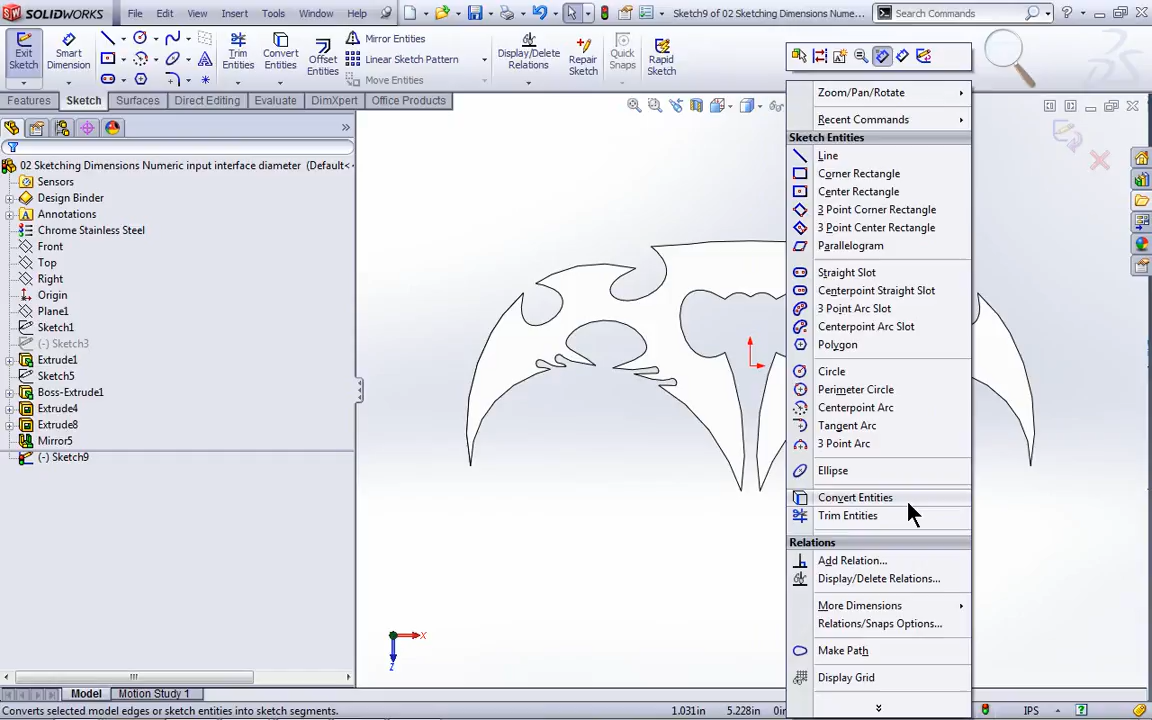 SOLIDWORKS File Edit View Insert Tools Window Help Sketch9 of 02 Sketching Dimensions Nume... Search Commands
Exit Sketch
Smart Dimension
Trim Entities
Convert Entities
Offset Entities
Mirror Entities
Linear Sketch Pattern
Move Entities
Display/Delete Relations
Repair Sketch
Quick Snaps
Rapid Sketch
Features Sketch Surfaces Direct Editing Evaluate DimXpert Office Products
02 Sketching Dimensions Numeric input interface diameter (Default<
Sensors
Design Binder
Annotations
Chrome Stainless Steel
Front
Top
Right
Origin
Plane1
Sketch1
(-) Sketch3
Extrude1
Sketch5
Boss-Extrude1
Extrude4
Extrude8
Mirror5
(-) Sketch9
Zoom/Pan/Rotate
Recent Commands
Sketch Entities
Line
Corner Rectangle
Center Rectangle
3 Point Corner Rectangle
3 Point Center Rectangle
Parallelogram
Straight Slot
Centerpoint Straight Slot
3 Point Arc Slot
Centerpoint Arc Slot
Polygon
Circle
Perimeter Circle
Centerpoint Arc
Tangent Arc
3 Point Arc
Ellipse
Convert Entities
Trim Entities
Relations
Add Relation...
Display/Delete Relations...
More Dimensions
Relations/Snaps Options...
Make Path
Display Grid
X
Z
Model Motion Study 1
Converts selected model edges or sketch entities into sketch segments. 1.031in 5.228in 0in IPS